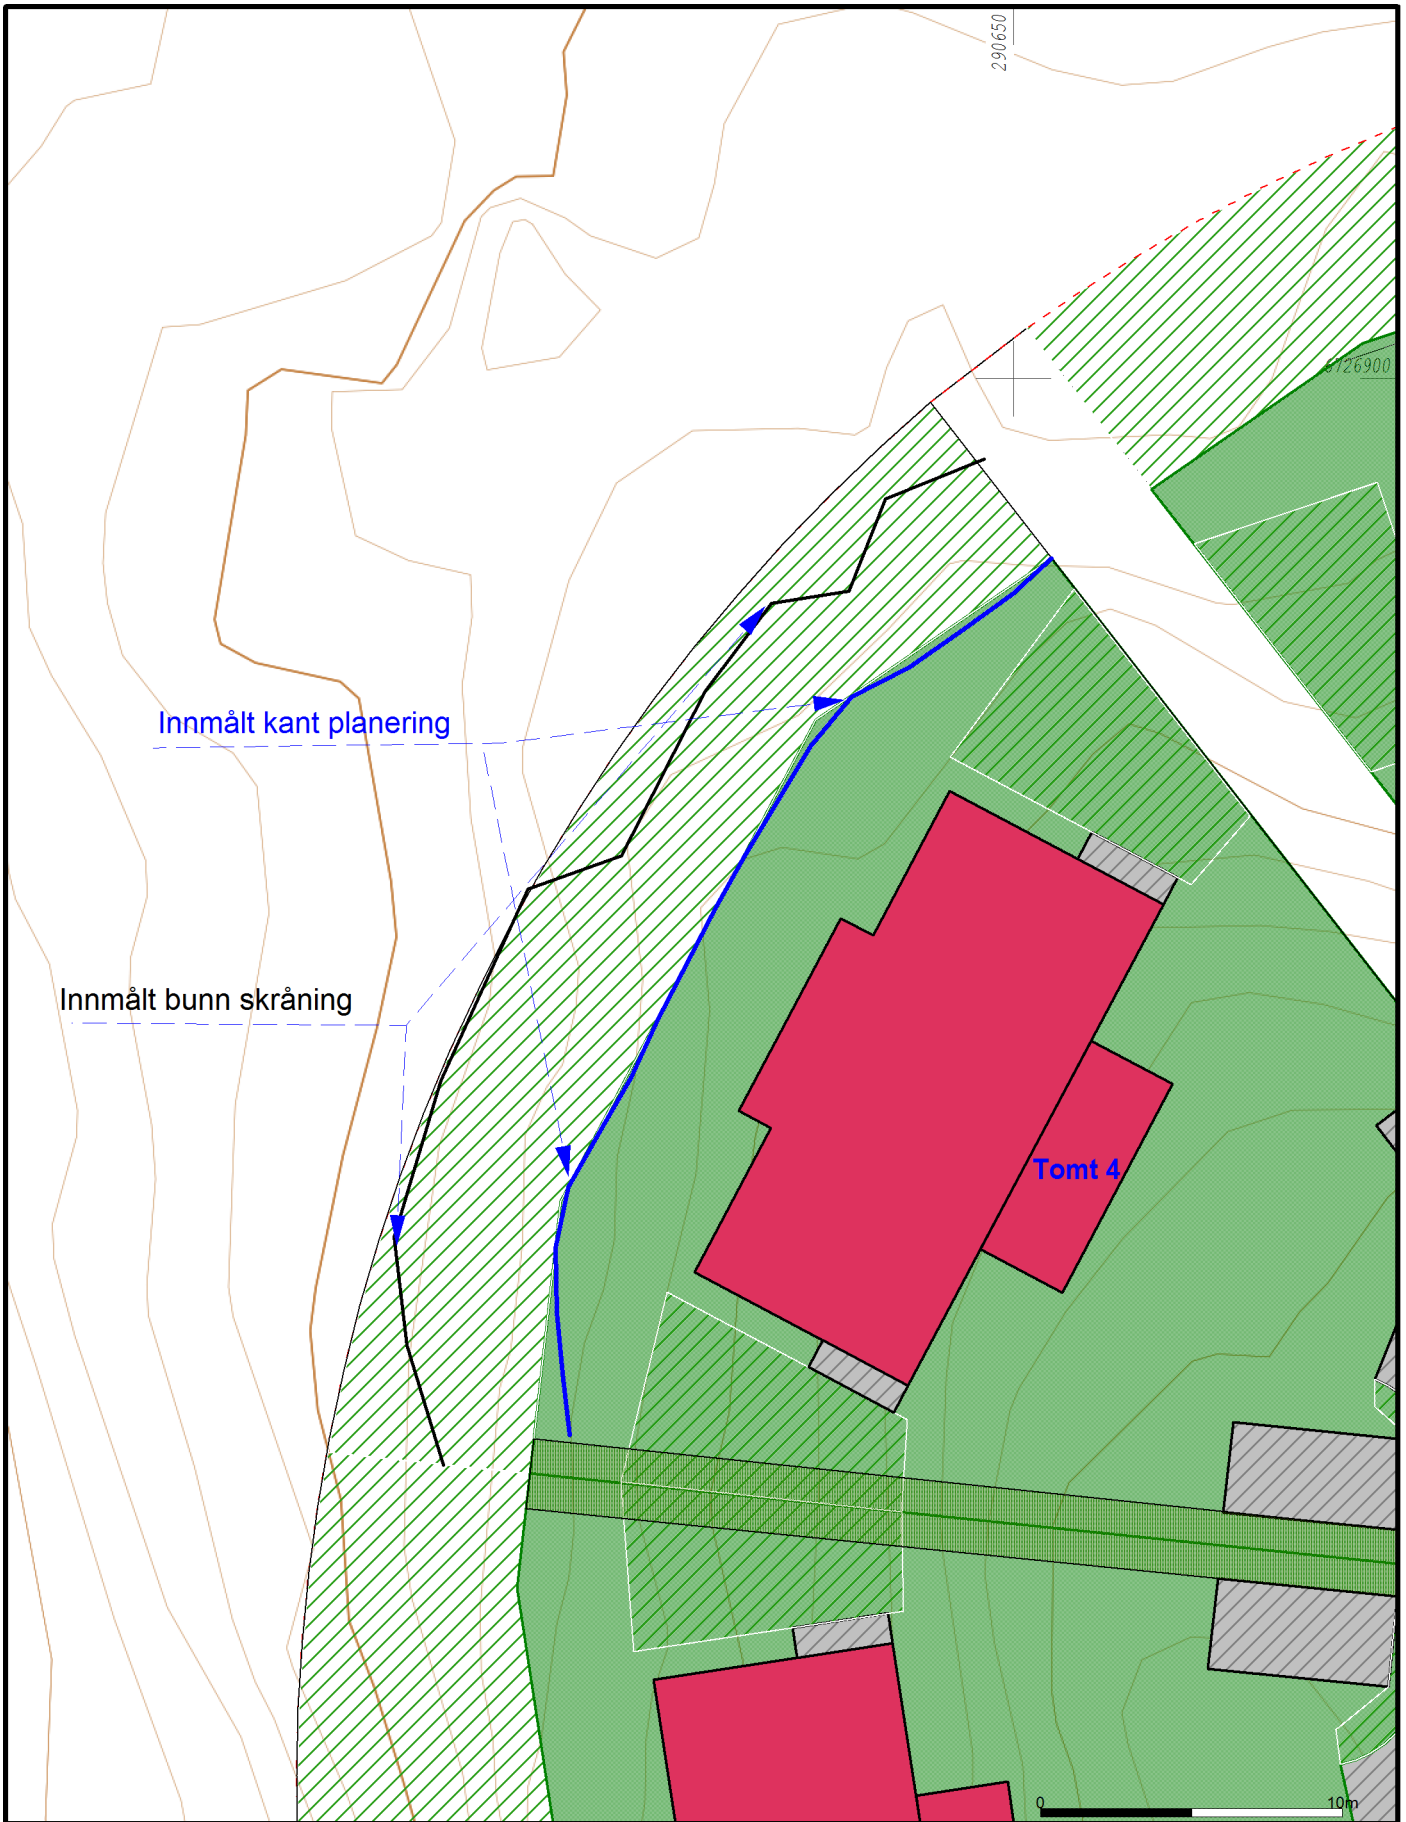 290650
6726900
Innmålt kant planering
Innmålt bunn skråning
Tomt 4
0 10m